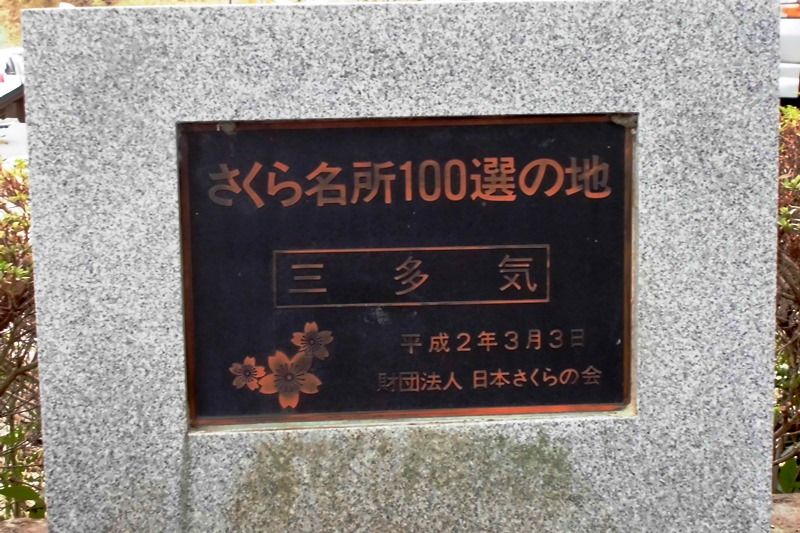 さくら名所100選の地
三多気
平成2年3月3日
財団法人 日本さくらの会